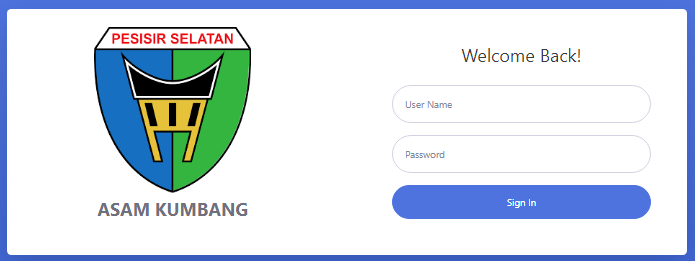 PESISIR SELATAN
ASAM KUMBANG
Welcome Back!
User Name
Password
Sign In